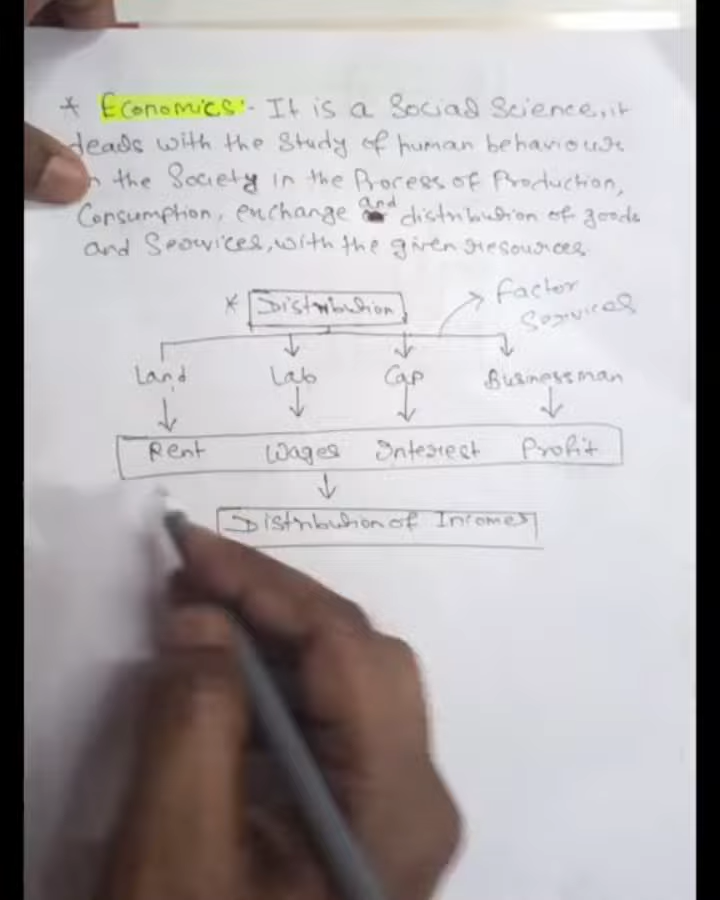 * Economics:- It is a Social Science, it
deals with the study of human behaviour
the Society in the Process of Production,
Consumption, exchange and distribution of goods
and Services, with the given resources
* Distribution
factor
Services
Land Lab Cap Businessman
Rent Wages Interest Profit
Distribution of Incomes